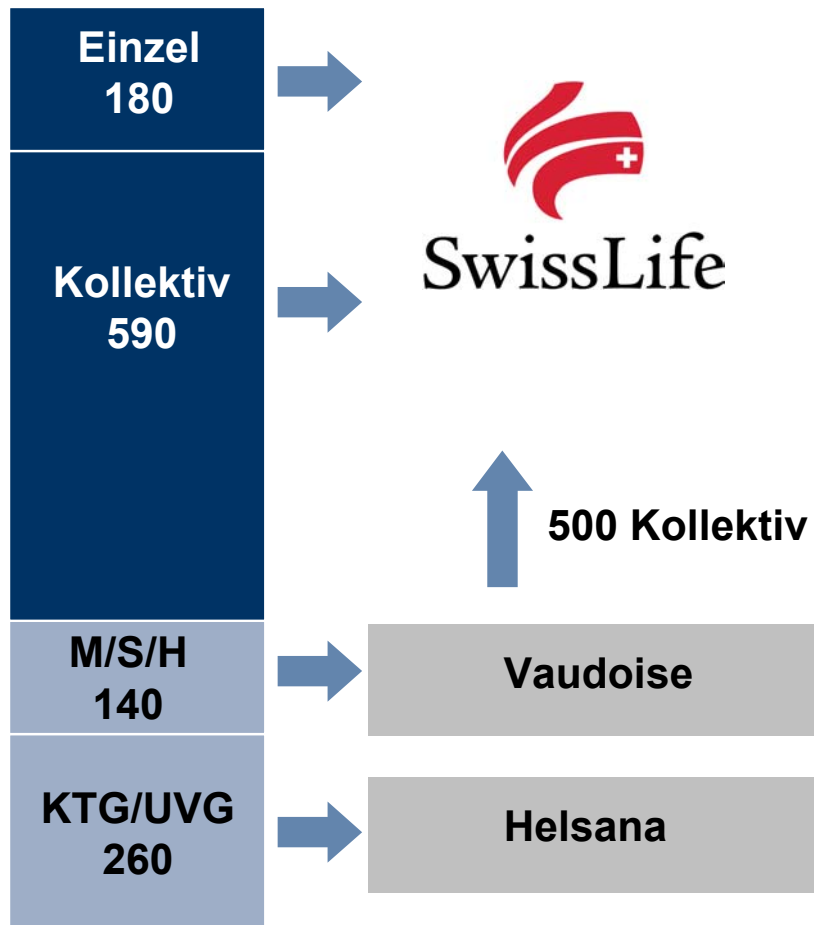 Einzel
180
SwissLife
Kollektiv
590
500 Kollektiv
M/S/H
140
Vaudoise
KTG/UVG
260
Helsana